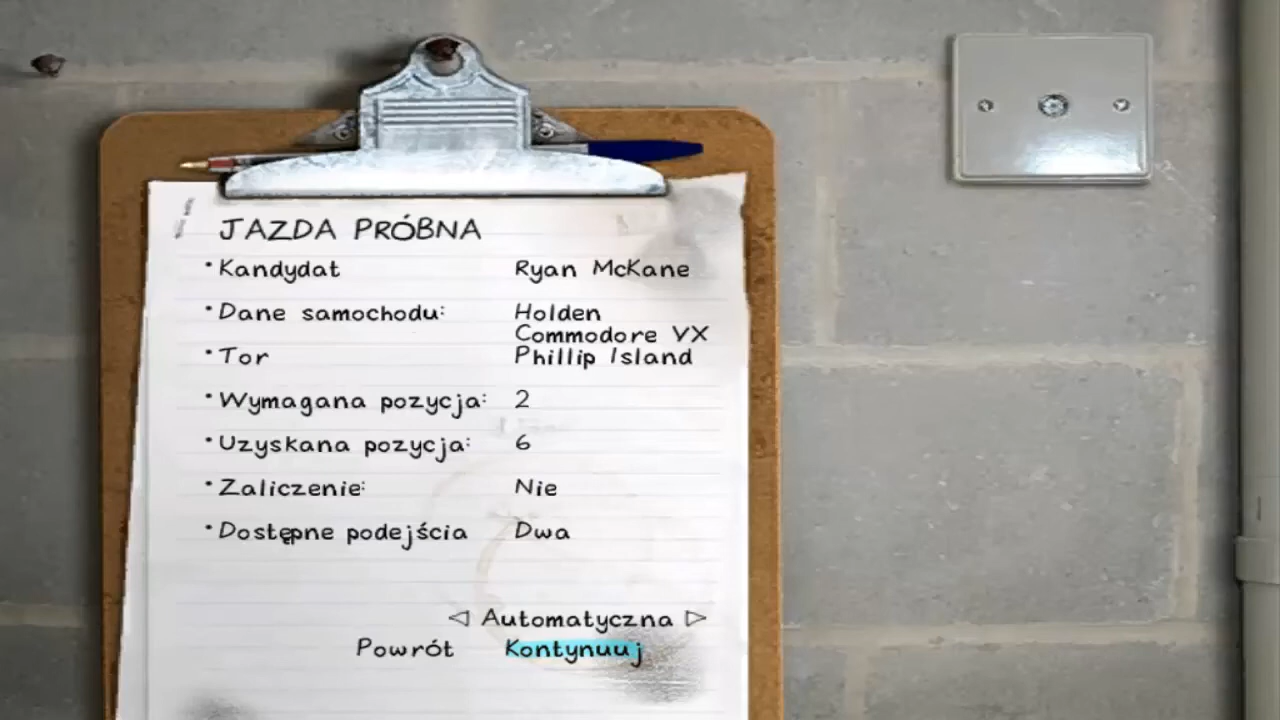 JAZDA PRÓBNA
• Kandydat Ryan McKane
• Dane samochodu: Holden
Commodore VX
• Tor Phillip Island
• Wymagana pozycja: 2
• Uzyskana pozycja: 6
• Zaliczenie: Nie
• Dostępne podejścia Dwa
◁ Automatyczna ▷
Powrót Kontynuuj